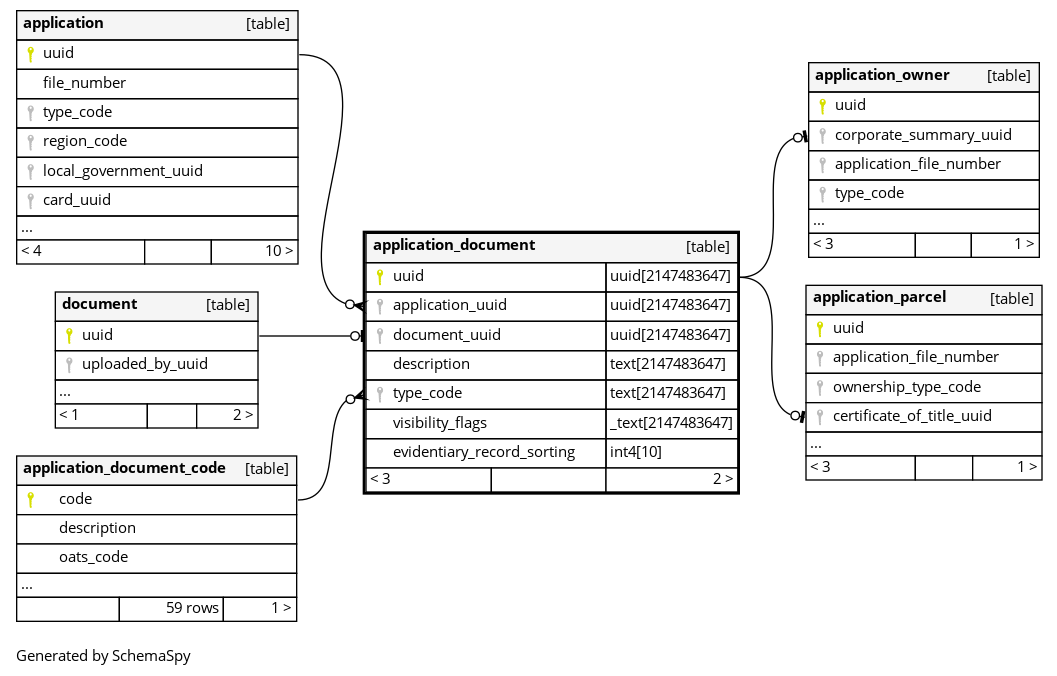 application [table]
uuid
file_number
type_code
region_code
local_government_uuid
card_uuid
...
< 4 10 >
document [table]
uuid
uploaded_by_uuid
...
< 1 2 >
application_document_code [table]
code
description
oats_code
...
59 rows 1 >
application_document [table]
uuid uuid[2147483647]
application_uuid uuid[2147483647]
document_uuid uuid[2147483647]
description text[2147483647]
type_code text[2147483647]
visibility_flags _text[2147483647]
evidentiary_record_sorting int4[10]
< 3 2 >
application_owner [table]
uuid
corporate_summary_uuid
application_file_number
type_code
...
< 3 1 >
application_parcel [table]
uuid
application_file_number
ownership_type_code
certificate_of_title_uuid
...
< 3 1 >
Generated by SchemaSpy